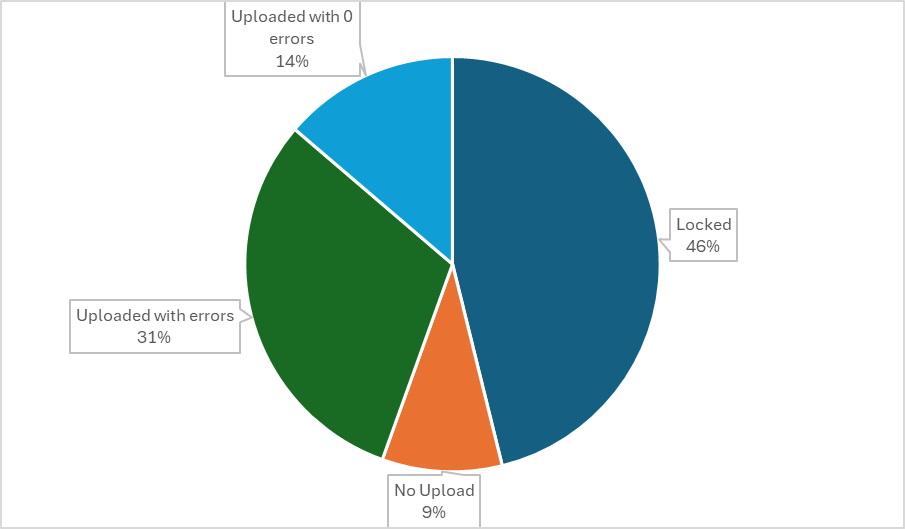 Uploaded with 0
errors
14%
Locked
46%
Uploaded with errors
31%
No Upload
9%